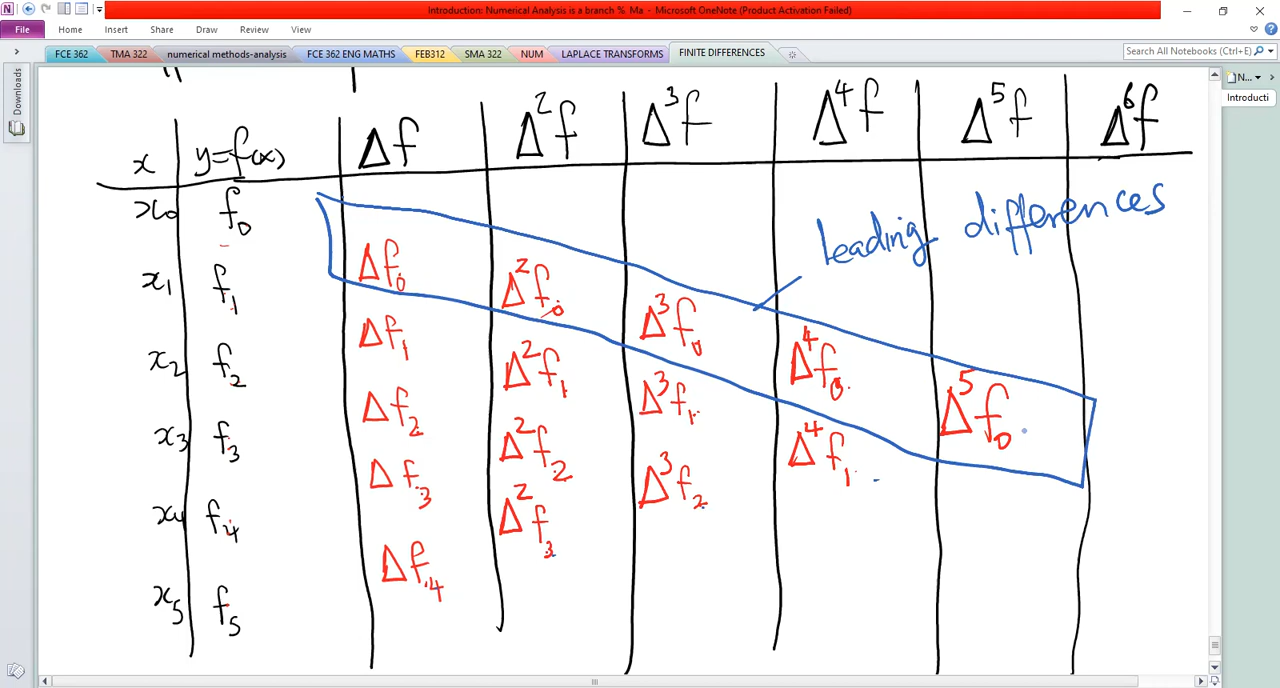 Introduction: Numerical Analysis is a branch %. Ma - Microsoft OneNote (Product Activation Failed)
File Home Insert Share Draw Review View
FCE 362 TMA 322 numerical methods-analysis FCE 362 ENG MATHS FEB312 SMA 322 NUM LAPLACE TRANSFORMS FINITE DIFFERENCES Search All Notebooks (Ctrl+E)
Downloads
N...
Introducti
x y=f(x) Δf Δ²f Δ³f Δ⁴f Δ⁵f Δ⁶f
x₀ f₀
leading differences
Δf₀ Δ²f₀ Δ³f₀ Δ⁴f₀ Δ⁵f₀
x₁ f₁
Δf₁ Δ²f₁ Δ³f₁ Δ⁴f₁
x₂ f₂
Δf₂ Δ²f₂ Δ³f₂
x₃ f₃
Δf₃ Δ²f₃
x₄ f₄
Δf₄
x₅ f₅